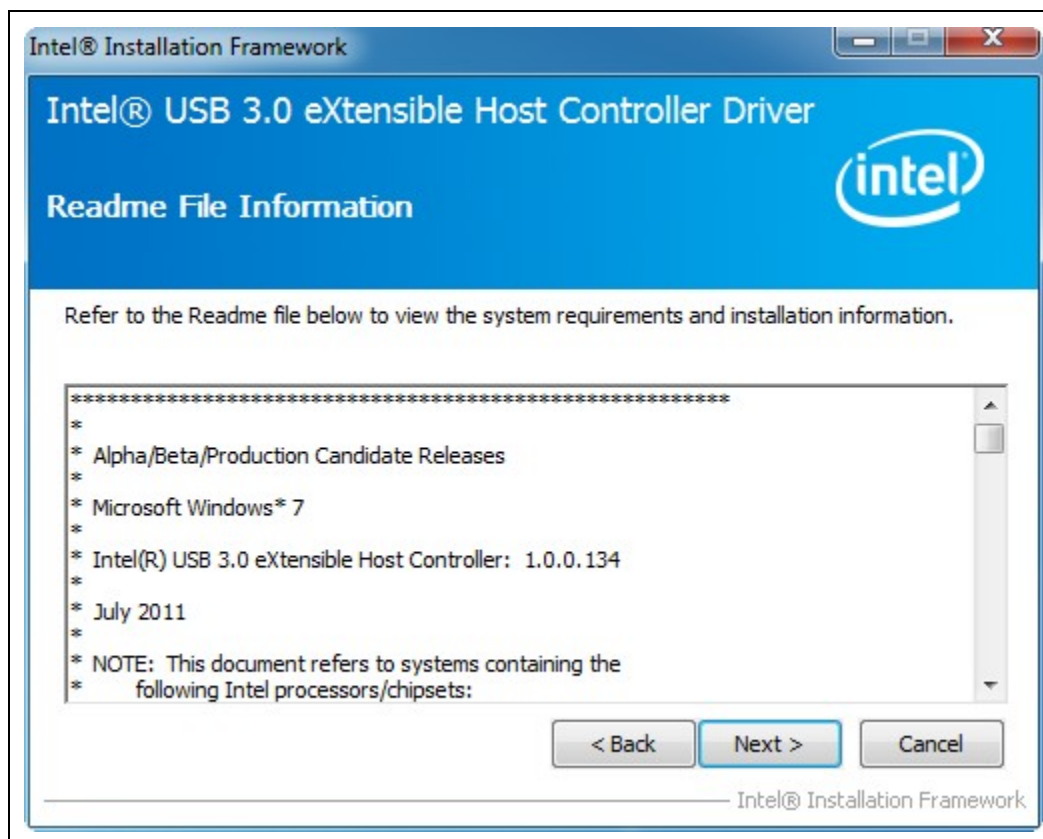 Intel® Installation Framework
Intel® USB 3.0 eXtensible Host Controller Driver
intel
Readme File Information
Refer to the Readme file below to view the system requirements and installation information.
*******************************************************
*
* Alpha/Beta/Production Candidate Releases
*
* Microsoft Windows* 7
*
* Intel(R) USB 3.0 eXtensible Host Controller: 1.0.0.134
*
* July 2011
*
* NOTE: This document refers to systems containing the
* following Intel processors/chipsets:
< Back Next > Cancel
Intel® Installation Framework